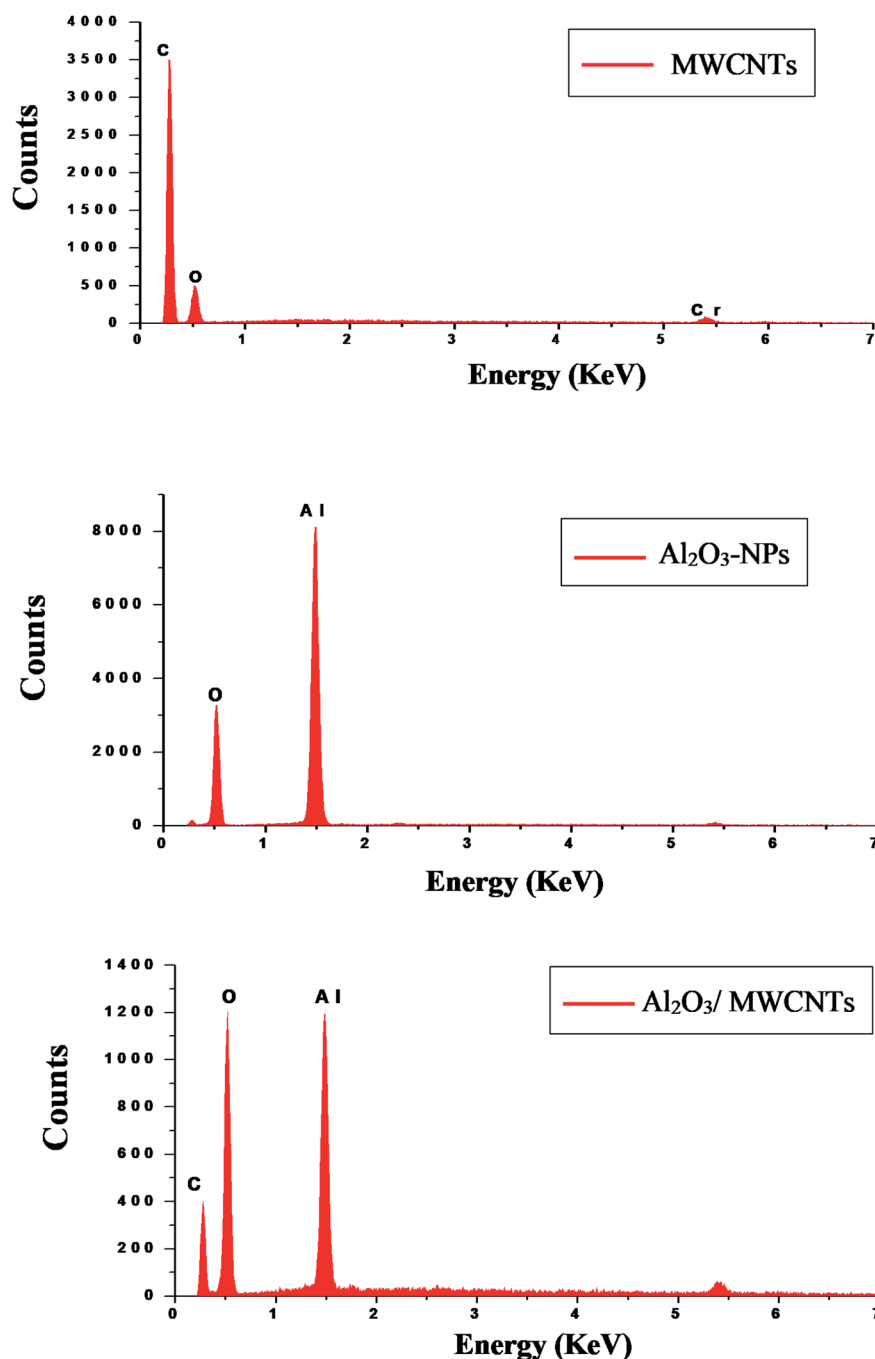 4000
3500
3000
2500
2000
1500
1000
500
0
Counts
C
O
C r
MWCNTs
0 1 2 3 4 5 6 7
Energy (KeV)
8000
6000
4000
2000
0
Counts
O
A l
Al₂O₃-NPs
0 1 2 3 4 5 6 7
Energy (KeV)
1400
1200
1000
800
600
400
200
0
Counts
C
O
A l
Al₂O₃/ MWCNTs
0 1 2 3 4 5 6 7
Energy (KeV)